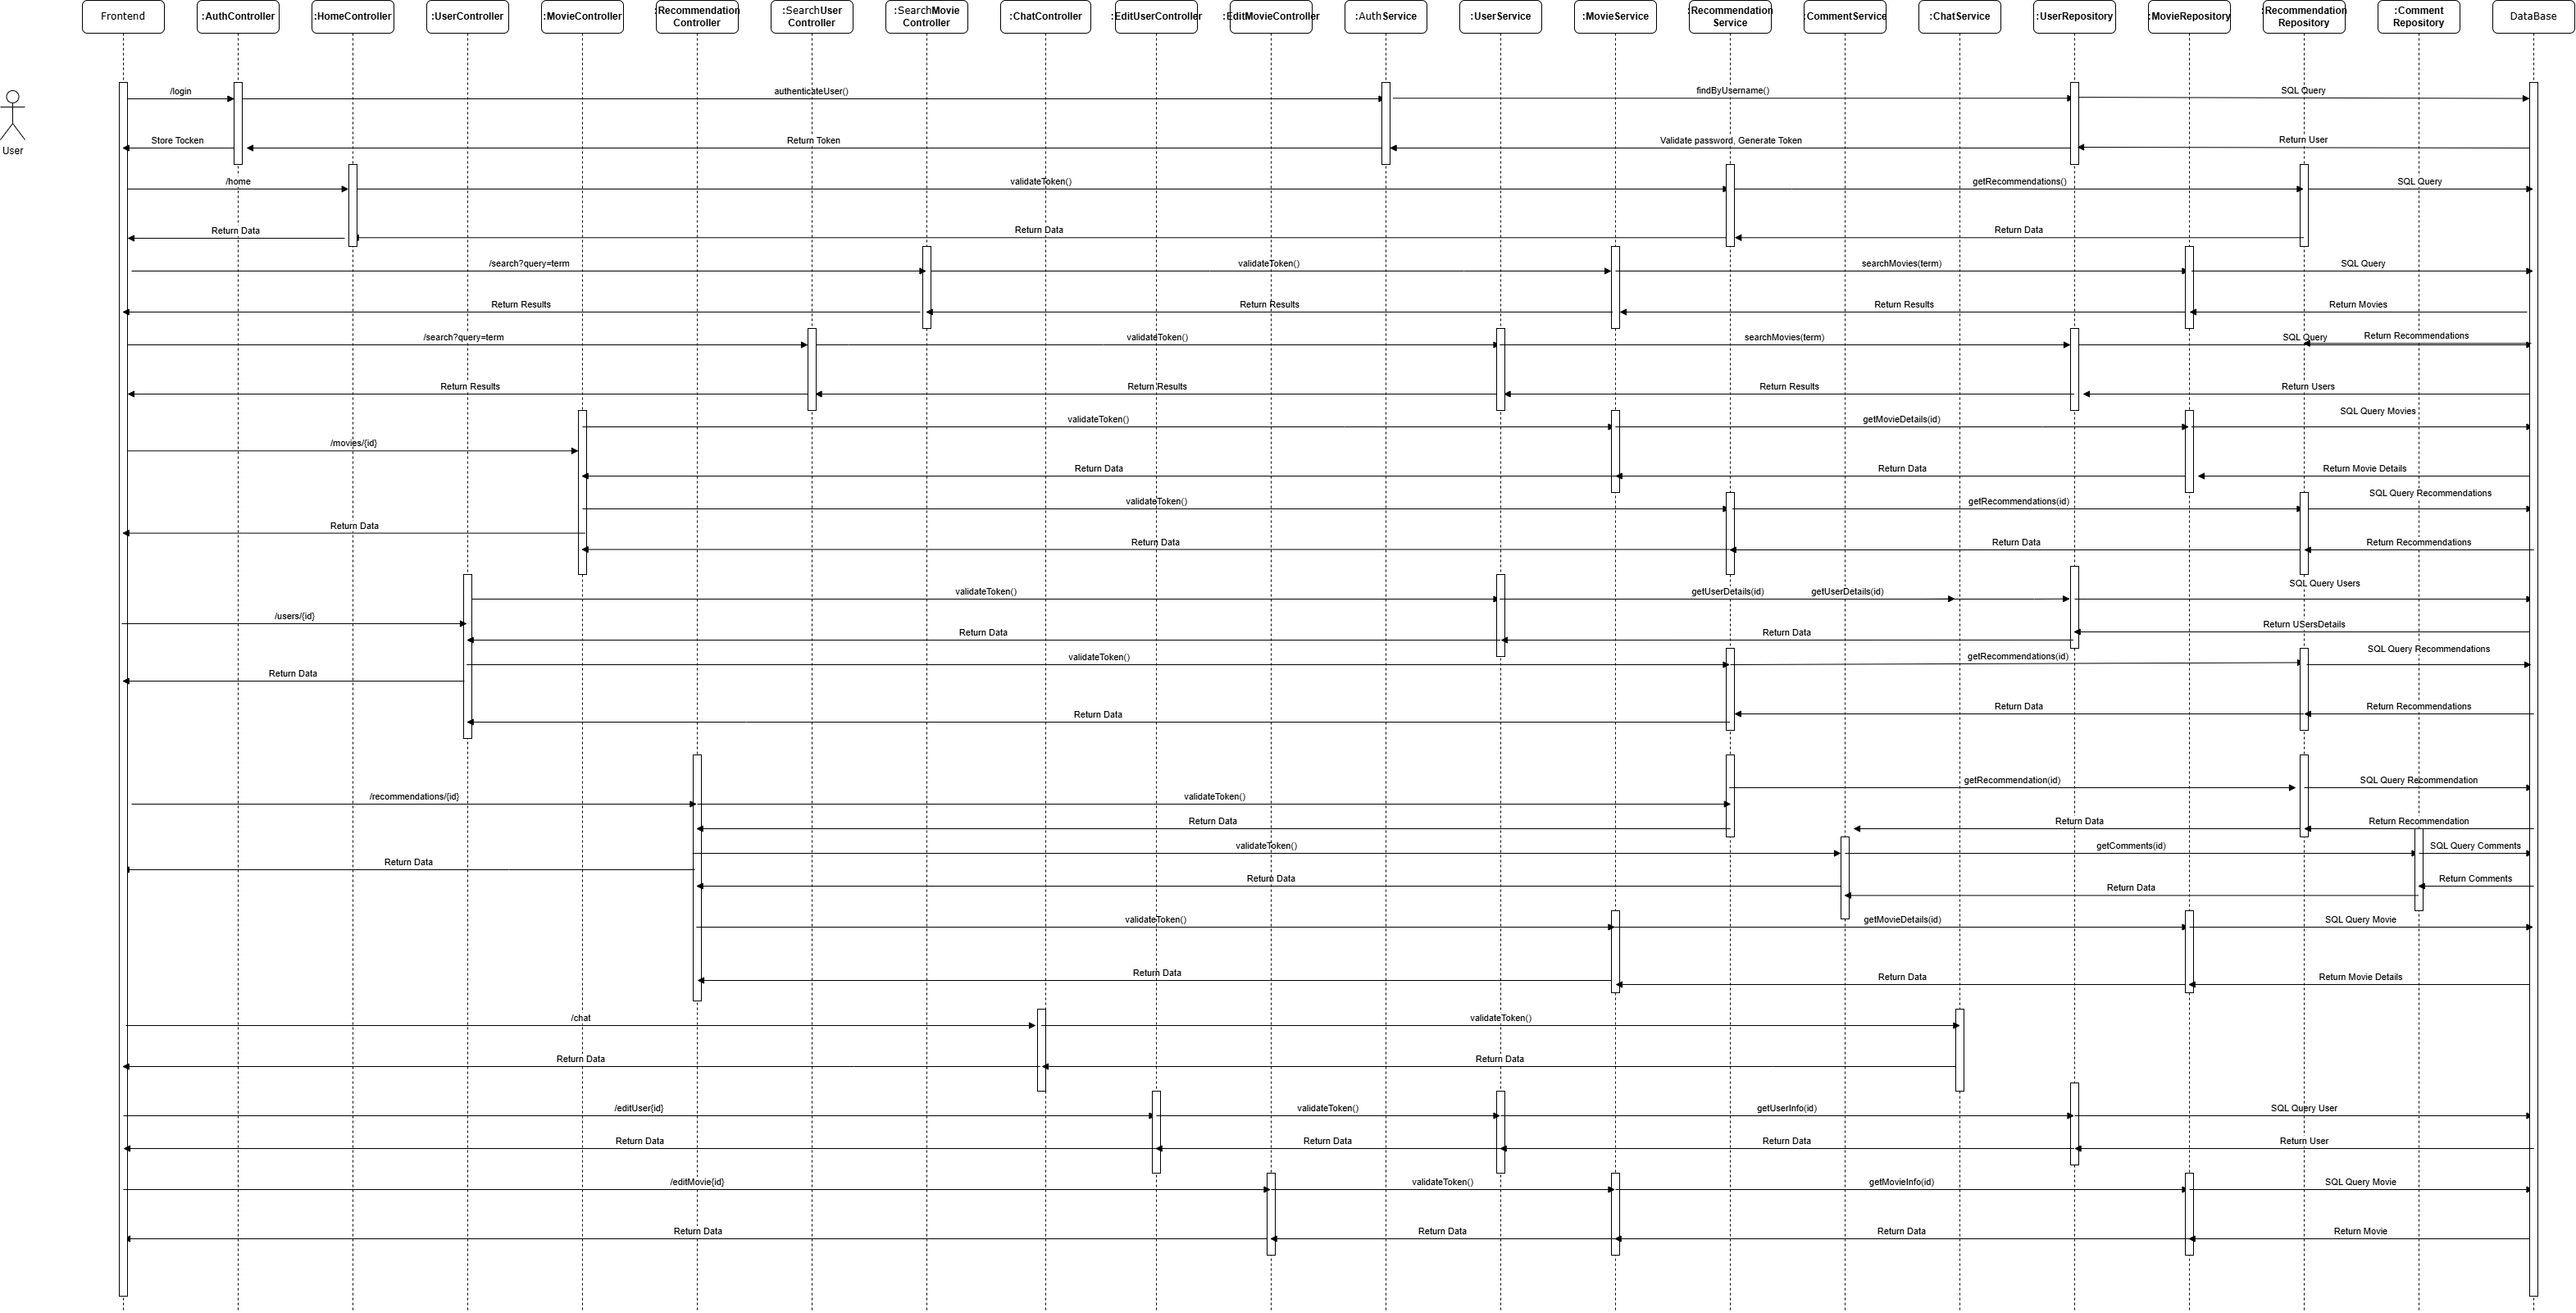 Frontend
:AuthController
:HomeController
:UserController
:MovieController
:Recommendation
Controller
:SearchUser
Controller
:SearchMovie
Controller
:ChatController
:EditUserController
:EditMovieController
:AuthService
:UserService
:MovieService
:Recommendation
Service
:CommentService
:ChatService
:UserRepository
:MovieRepository
:Recommendation
Repository
:Comment
Repository
DataBase
User
/login
authenticateUser()
findByUsername()
SQL Query
Store Tocken
Return Token
Validate password, Generate Token
Return User
/home
validateToken()
getRecommendations()
SQL Query
Return Data
Return Data
Return Data
/search?query=term
validateToken()
searchMovies(term)
SQL Query
Return Results
Return Results
Return Results
Return Movies
/search?query=term
validateToken()
searchMovies(term)
SQL Query
Return Recommendations
Return Results
Return Results
Return Results
Return Users
validateToken()
getMovieDetails(id)
SQL Query Movies
/movies/{id}
Return Data
Return Data
Return Movie Details
validateToken()
getRecommendations(id)
SQL Query Recommendations
Return Data
Return Data
Return Data
Return Recommendations
validateToken()
getUserDetails(id)
getUserDetails(id)
SQL Query Users
/users/{id}
Return Data
Return Data
Return USersDetails
validateToken()
getRecommendations(id)
SQL Query Recommendations
Return Data
Return Data
Return Data
Return Recommendations
getRecommendation(id)
SQL Query Recommendation
/recommendations/{id}
validateToken()
Return Data
Return Data
Return Recommendation
validateToken()
getComments(id)
SQL Query Comments
Return Data
Return Data
Return Data
Return Comments
validateToken()
getMovieDetails(id)
SQL Query Movie
Return Data
Return Data
Return Movie Details
/chat
validateToken()
Return Data
Return Data
/editUser{id}
validateToken()
getUserInfo(id)
SQL Query User
Return Data
Return Data
Return Data
Return User
/editMovie{id}
validateToken()
getMovieInfo(id)
SQL Query Movie
Return Data
Return Data
Return Data
Return Movie